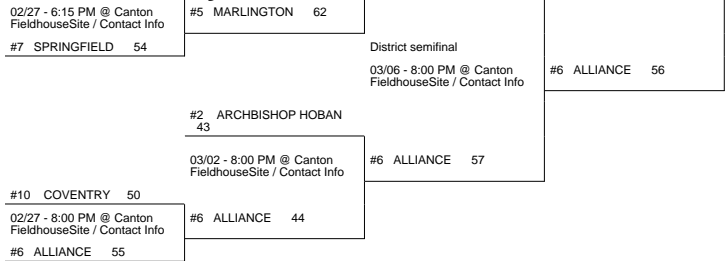 02/27 - 6:15 PM @ Canton
FieldhouseSite / Contact Info
#5 MARLINGTON 62
#7 SPRINGFIELD 54
District semifinal
03/06 - 8:00 PM @ Canton
FieldhouseSite / Contact Info
#6 ALLIANCE 56
#2 ARCHBISHOP HOBAN
43
03/02 - 8:00 PM @ Canton
FieldhouseSite / Contact Info
#6 ALLIANCE 57
#10 COVENTRY 50
02/27 - 8:00 PM @ Canton
FieldhouseSite / Contact Info
#6 ALLIANCE 44
#6 ALLIANCE 55